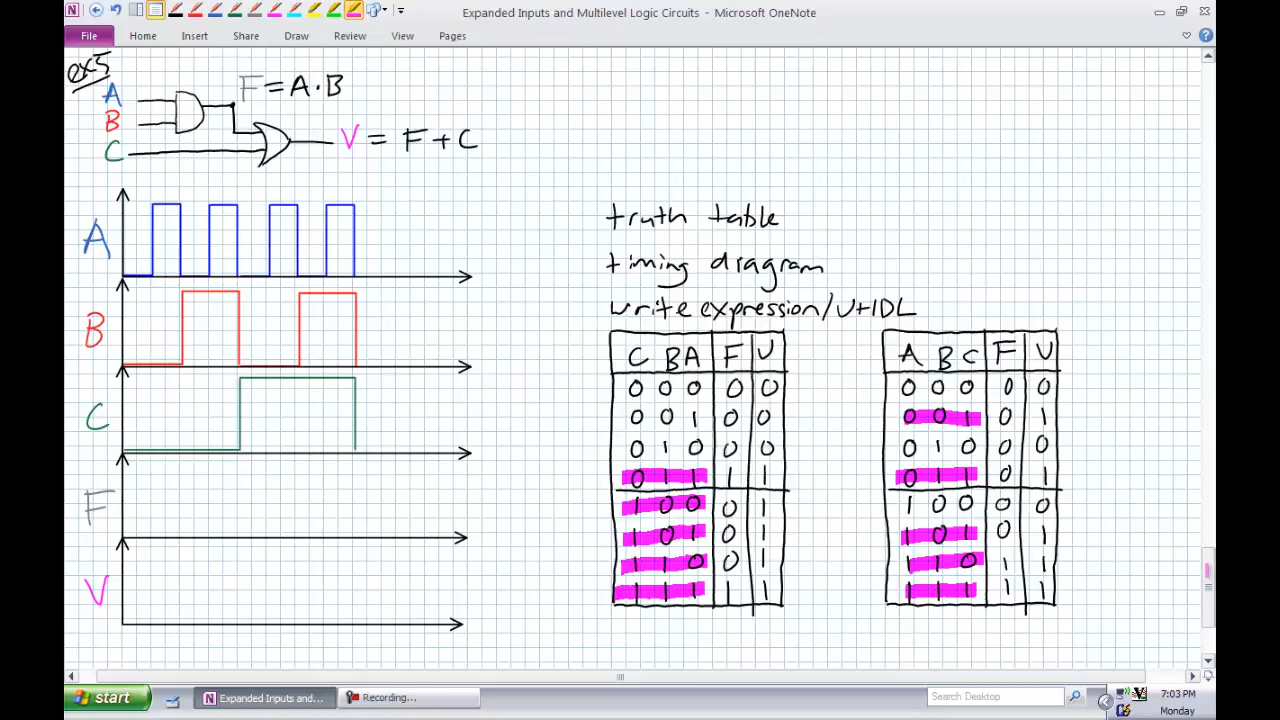 Expanded Inputs and Multilevel Logic Circuits - Microsoft OneNote
File Home Insert Share Draw Review View Pages
ex5
A
B
C
F = A · B
V = F + C
A
B
C
F
V
truth table
timing diagram
write expression/V+IDL
C B A F V
0 0 0 0 0
0 0 1 0 0
0 1 0 0 0
0 1 1 1 1
1 0 0 0 1
1 0 1 0 1
1 1 0 0 1
1 1 1 1 1
A B C F V
0 0 0 0 0
0 0 1 0 1
0 1 0 0 0
0 1 1 0 1
1 0 0 0 0
1 0 1 0 1
1 1 0 1 1
1 1 1 1 1
start
Expanded Inputs and...
Recording...
Search Desktop
7:03 PM
Monday